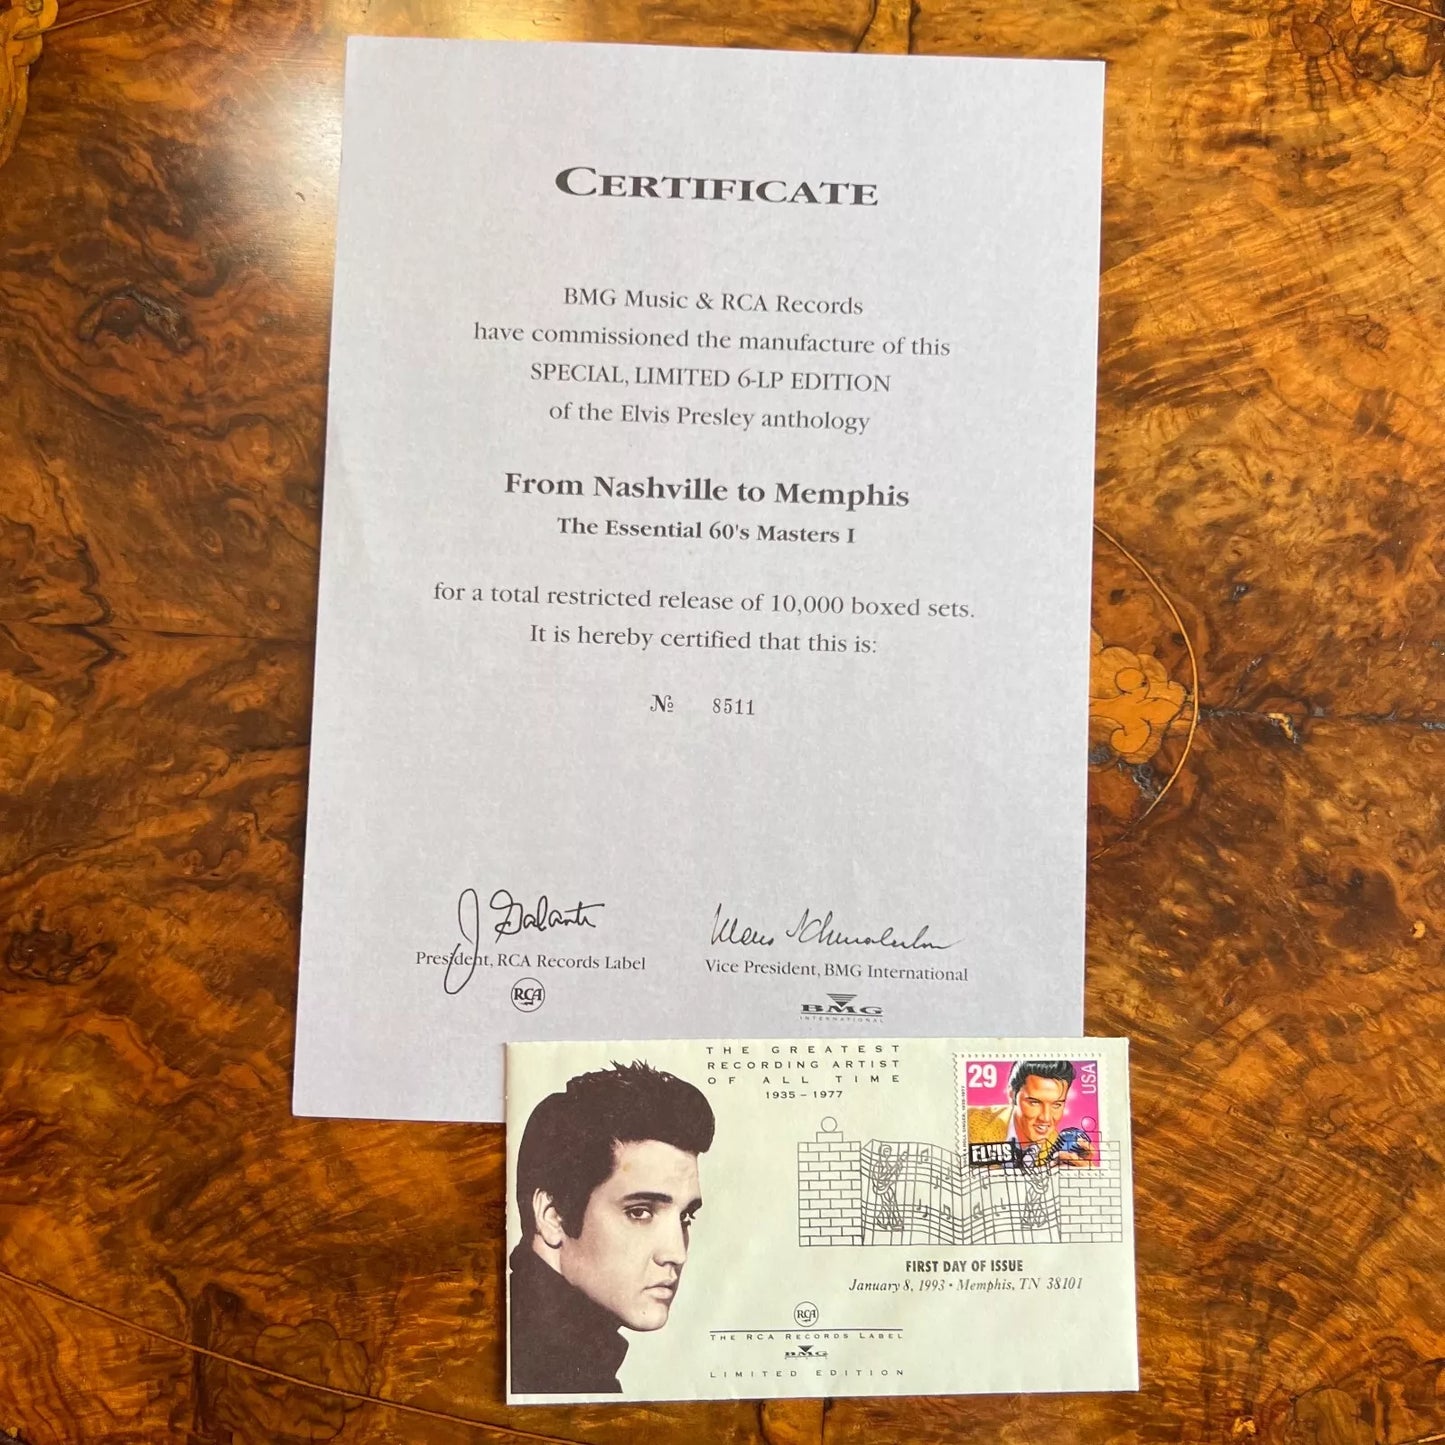 CERTIFICATE
BMG Music & RCA Records
have commissioned the manufacture of this
SPECIAL, LIMITED 6-LP EDITION
of the Elvis Presley anthology
From Nashville to Memphis
The Essential 60's Masters I
for a total restricted release of 10,000 boxed sets.
It is hereby certified that this is:
№ 8511
J Galante
President, RCA Records Label
RCA
Vice President, BMG International
BMG
INTERNATIONAL
THE GREATEST
RECORDING ARTIST
OF ALL TIME
1935 – 1977
29
USA
ELVIS
FIRST DAY OF ISSUE
January 8, 1993 • Memphis, TN 38101
RCA
THE RCA RECORDS LABEL
BMG
LIMITED EDITION